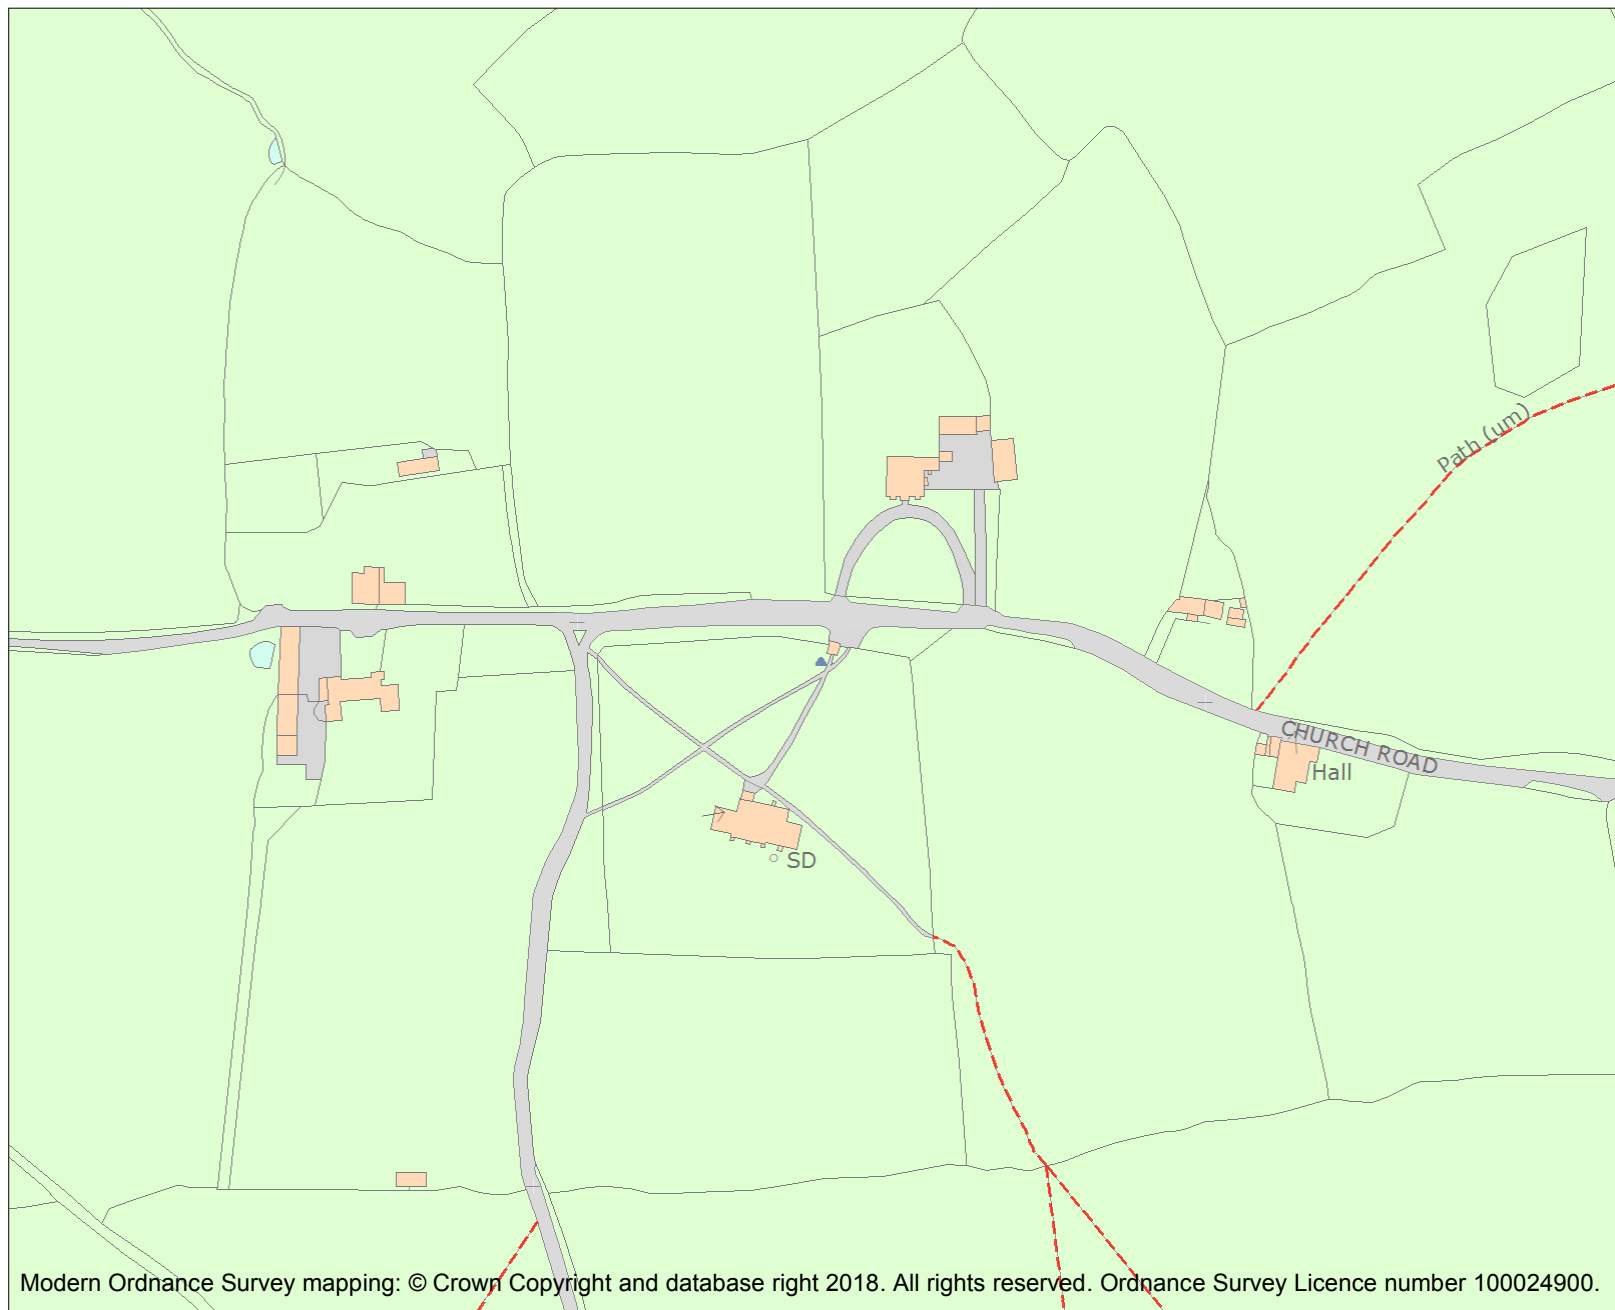 Path (um)
CHURCH ROAD
Hall
SD
Modern Ordnance Survey mapping: © Crown Copyright and database right 2018. All rights reserved. Ordnance Survey Licence number 100024900.